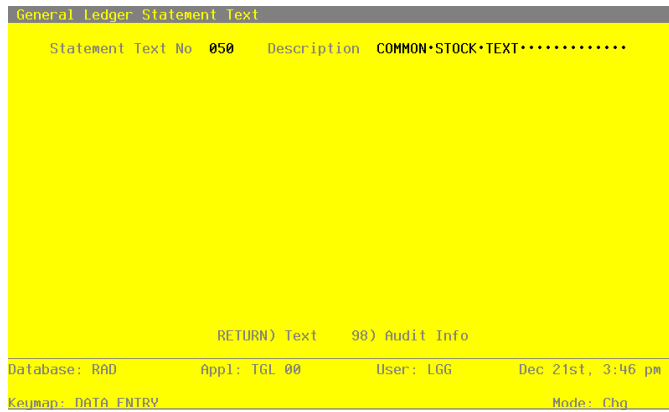 General Ledger Statement Text
Statement Text No 050 Description COMMON·STOCK·TEXT·············
RETURN) Text 98) Audit Info
Database: RAD Appl: TGL 00 User: LGG Dec 21st, 3:46 pm
Keymap: DATA ENTRY Mode: Chg